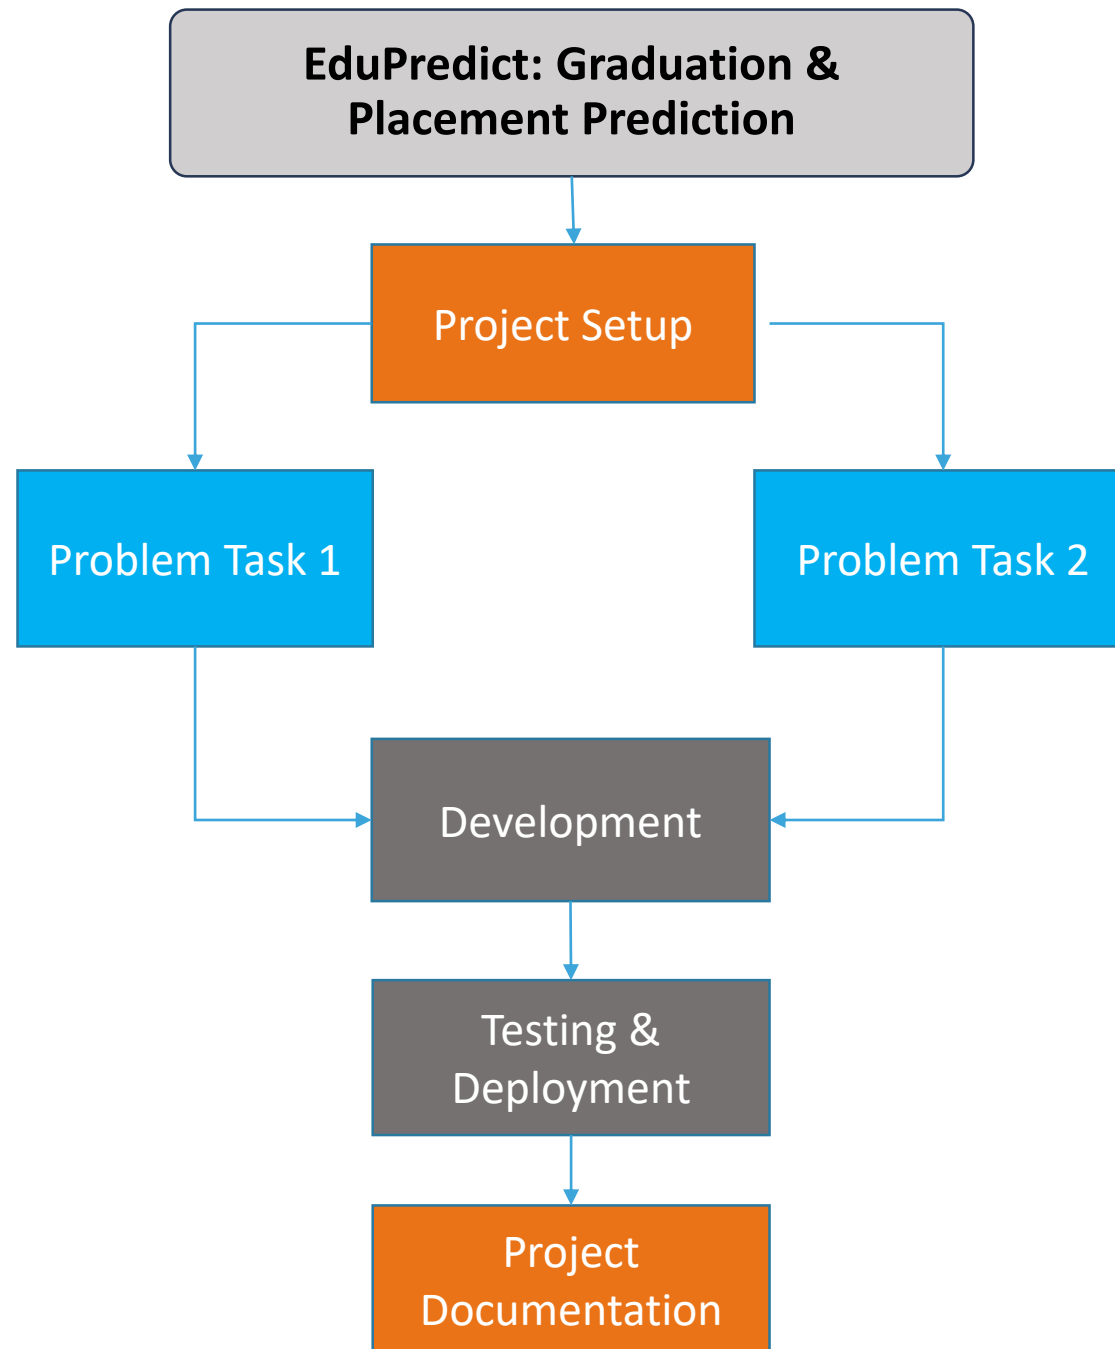 EduPredict: Graduation &
Placement Prediction
Project Setup
Problem Task 1
Problem Task 2
Development
Testing &
Deployment
Project
Documentation